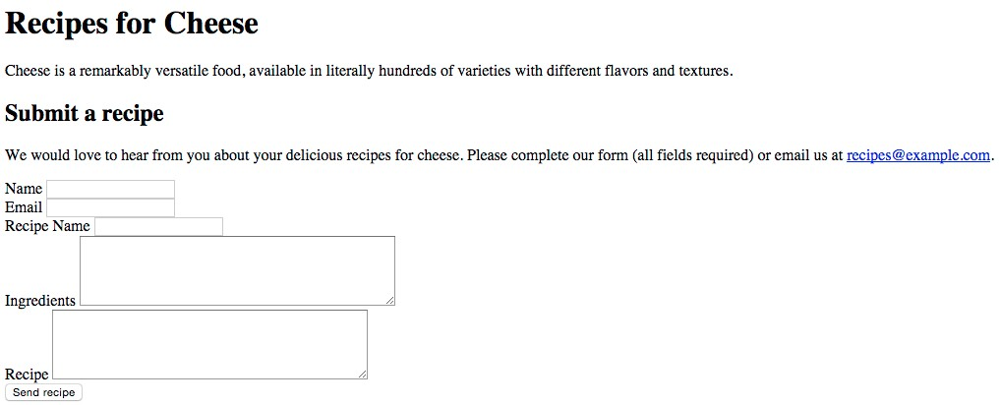 Recipes for Cheese
Cheese is a remarkably versatile food, available in literally hundreds of varieties with different flavors and textures.
Submit a recipe
We would love to hear from you about your delicious recipes for cheese. Please complete our form (all fields required) or email us at recipes@example.com.
Name
Email
Recipe Name
Ingredients
Recipe
Send recipe